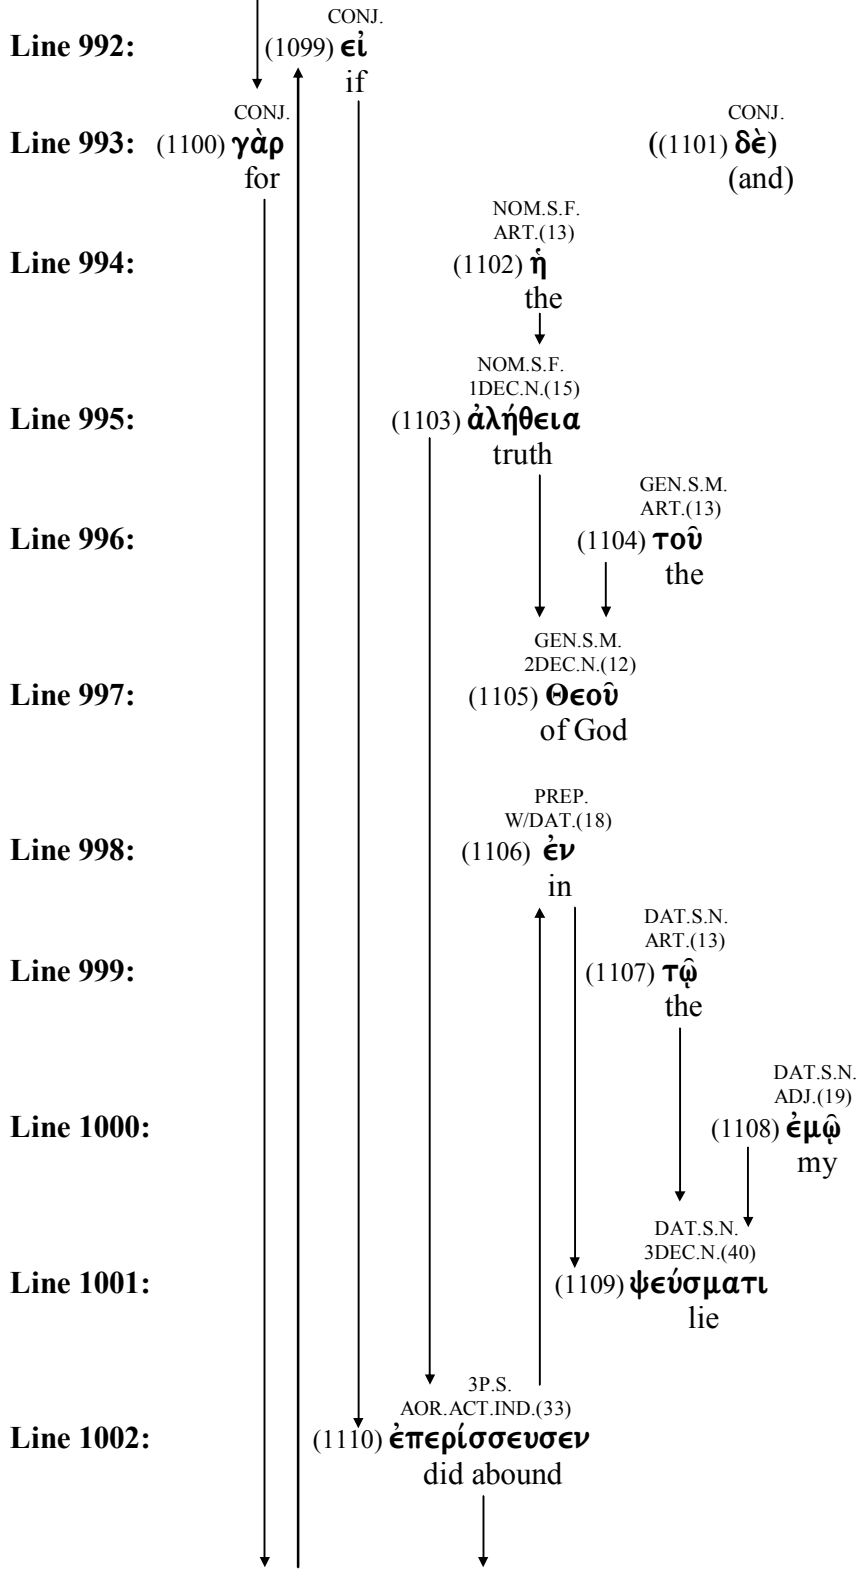 CONJ.
Line 992: (1099) εἰ
if
CONJ. CONJ.
Line 993: (1100) γὰρ ((1101) δὲ)
for (and)
NOM.S.F.
ART.(13)
Line 994: (1102) ἡ
the
NOM.S.F.
1DEC.N.(15)
Line 995: (1103) ἀλήθεια
truth
GEN.S.M.
ART.(13)
Line 996: (1104) τοῦ
the
GEN.S.M.
2DEC.N.(12)
Line 997: (1105) Θεοῦ
of God
PREP.
W/DAT.(18)
Line 998: (1106) ἐν
in
DAT.S.N.
ART.(13)
Line 999: (1107) τῷ
the
DAT.S.N.
ADJ.(19)
Line 1000: (1108) ἐμῷ
my
DAT.S.N.
3DEC.N.(40)
Line 1001: (1109) ψεύσματι
lie
3P.S.
AOR.ACT.IND.(33)
Line 1002: (1110) ἐπερίσσευσεν
did abound